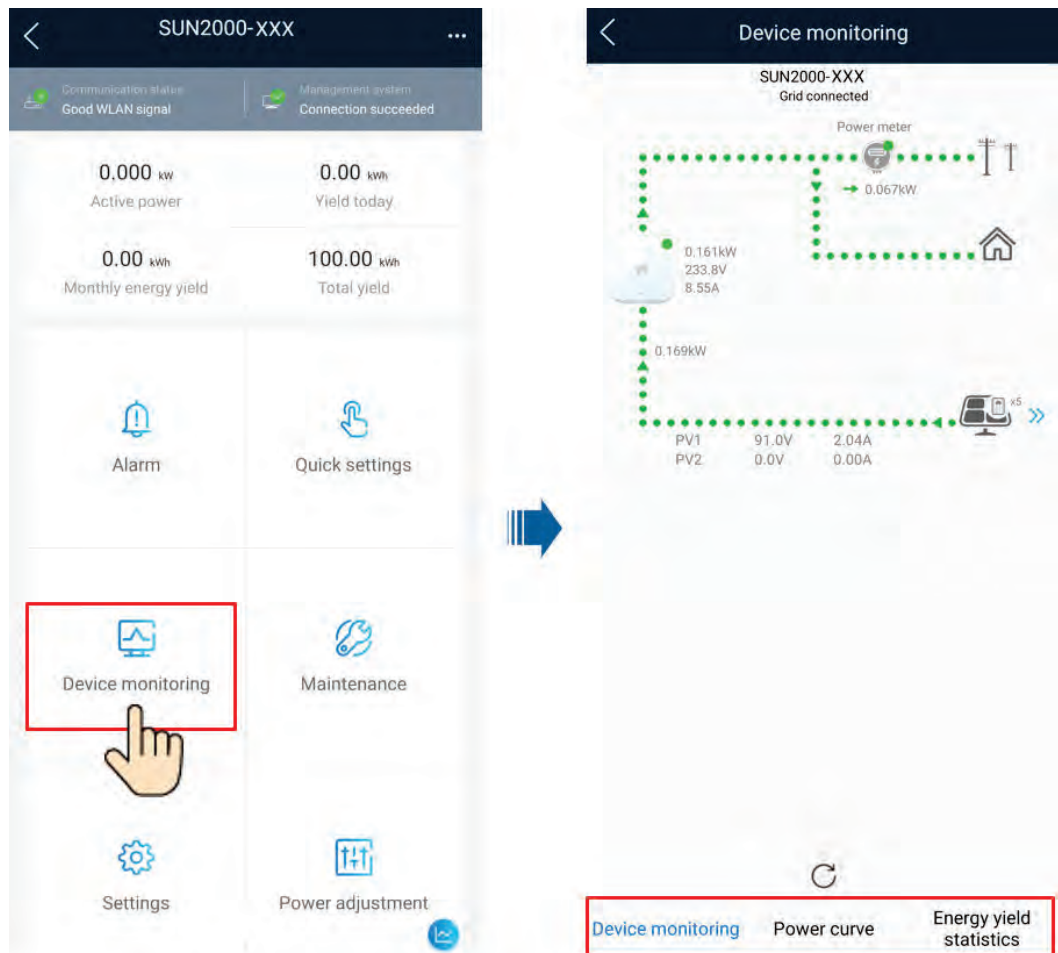 SUN2000-XXX
...
Communication status
Good WLAN signal
Management system
Connection succeeded
0.000 kW
Active power
0.00 kWh
Yield today
0.00 kWh
Monthly energy yield
100.00 kWh
Total yield
Alarm
Quick settings
Device monitoring
Maintenance
Settings
Power adjustment
Device monitoring
SUN2000-XXX
Grid connected
Power meter
0.067kW
0.161kW
233.8V
8.55A
0.169kW
x5
PV1 91.0V 2.04A
PV2 0.0V 0.00A
Device monitoring
Power curve
Energy yield
statistics